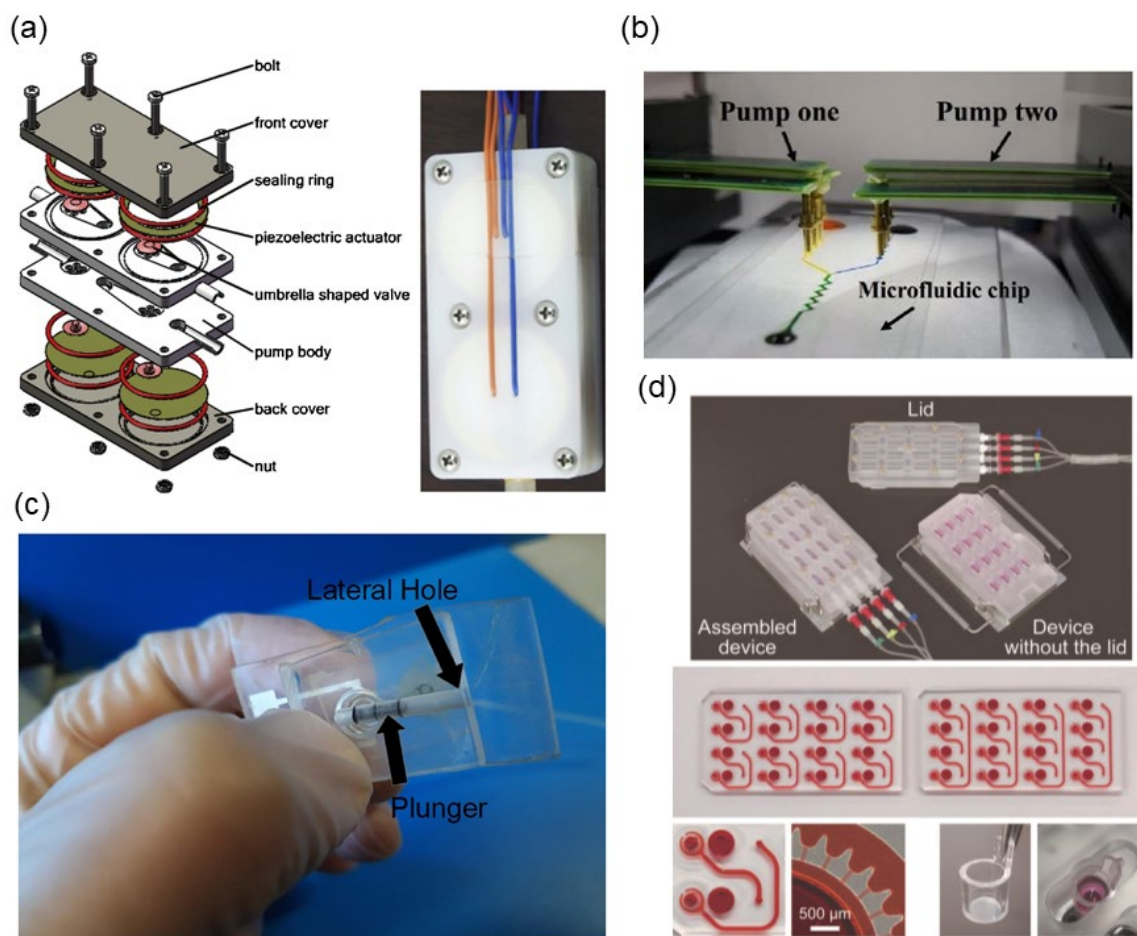 (a)
bolt
front cover
sealing ring
piezoelectric actuator
umbrella shaped valve
pump body
back cover
nut
(b)
Pump one
Pump two
Microfluidic chip
(c)
Lateral Hole
Plunger
(d)
Lid
Assembled
device
Device
without the lid
500 μm